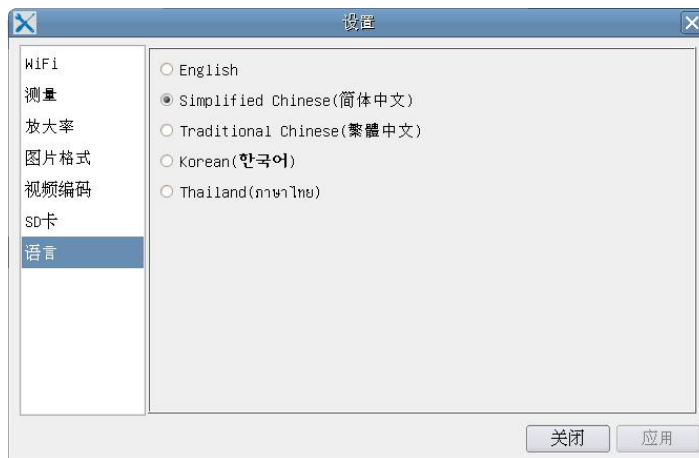 设置
WiFi
测量
放大率
图片格式
视频编码
SD卡
语言
English
Simplified Chinese(简体中文)
Traditional Chinese(繁體中文)
Korean(한국어)
Thailand(ภาษาไทย)
关闭
应用